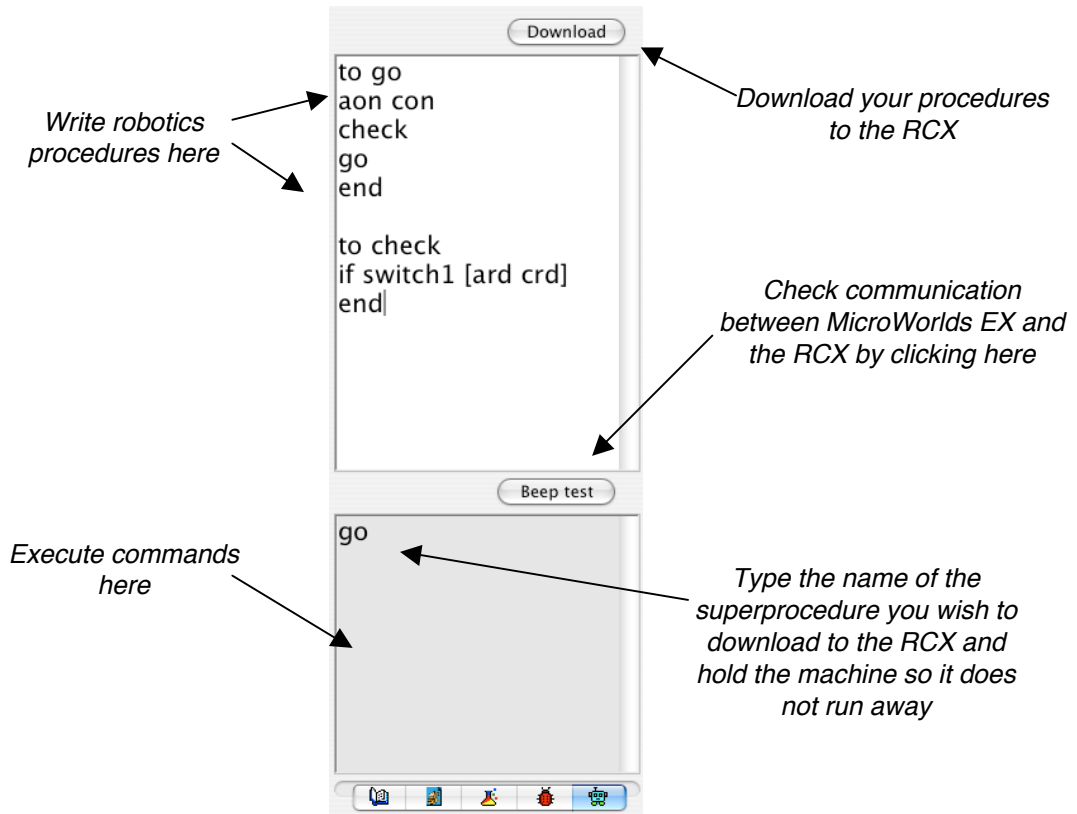 Download
to go
aon con
check
go
end
to check
if switch1 [ard crd]
end
Write robotics
procedures here
Download your procedures
to the RCX
Check communication
between MicroWorlds EX and
the RCX by clicking here
Beep test
go
Execute commands
here
Type the name of the
superprocedure you wish to
download to the RCX and
hold the machine so it does
not run away